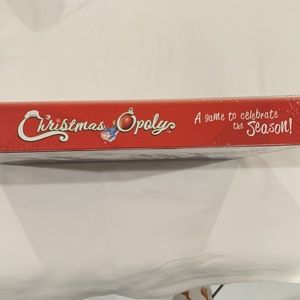 Christmas Opoly
A game to celebrate
the Season!